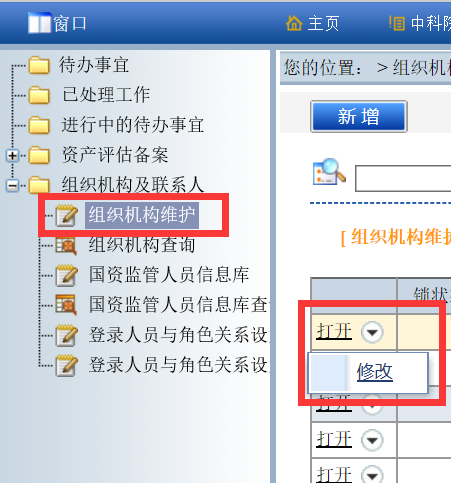 窗口
主页
中科院
待办事宜
已处理工作
进行中的待办事宜
资产评估备案
组织机构及联系人
组织机构维护
组织机构查询
国资监管人员信息库
国资监管人员信息库查
登录人员与角色关系设
登录人员与角色关系设
您的位置： >组织机构
新增
[ 组织机构维护
锁状
打开
修改
打开
打开
打开